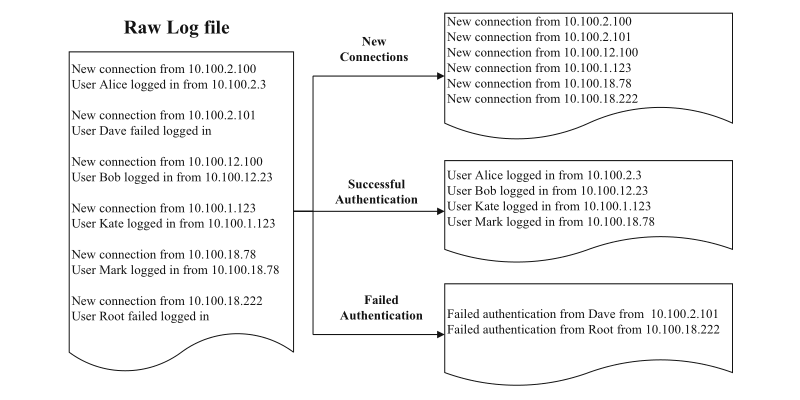 Raw Log file
New connection from 10.100.2.100
User Alice logged in from 10.100.2.3
New connection from 10.100.2.101
User Dave failed logged in
New connection from 10.100.12.100
User Bob logged in from 10.100.12.23
New connection from 10.100.1.123
User Kate logged in from 10.100.1.123
New connection from 10.100.18.78
User Mark logged in from 10.100.18.78
New connection from 10.100.18.222
User Root failed logged in
New
Connections
New connection from 10.100.2.100
New connection from 10.100.2.101
New connection from 10.100.12.100
New connection from 10.100.1.123
New connection from 10.100.18.78
New connection from 10.100.18.222
Successful
Authentication
User Alice logged in from 10.100.2.3
User Bob logged in from 10.100.12.23
User Kate logged in from 10.100.1.123
User Mark logged in from 10.100.18.78
Failed
Authentication
Failed authentication from Dave from 10.100.2.101
Failed authentication from Root from 10.100.18.222